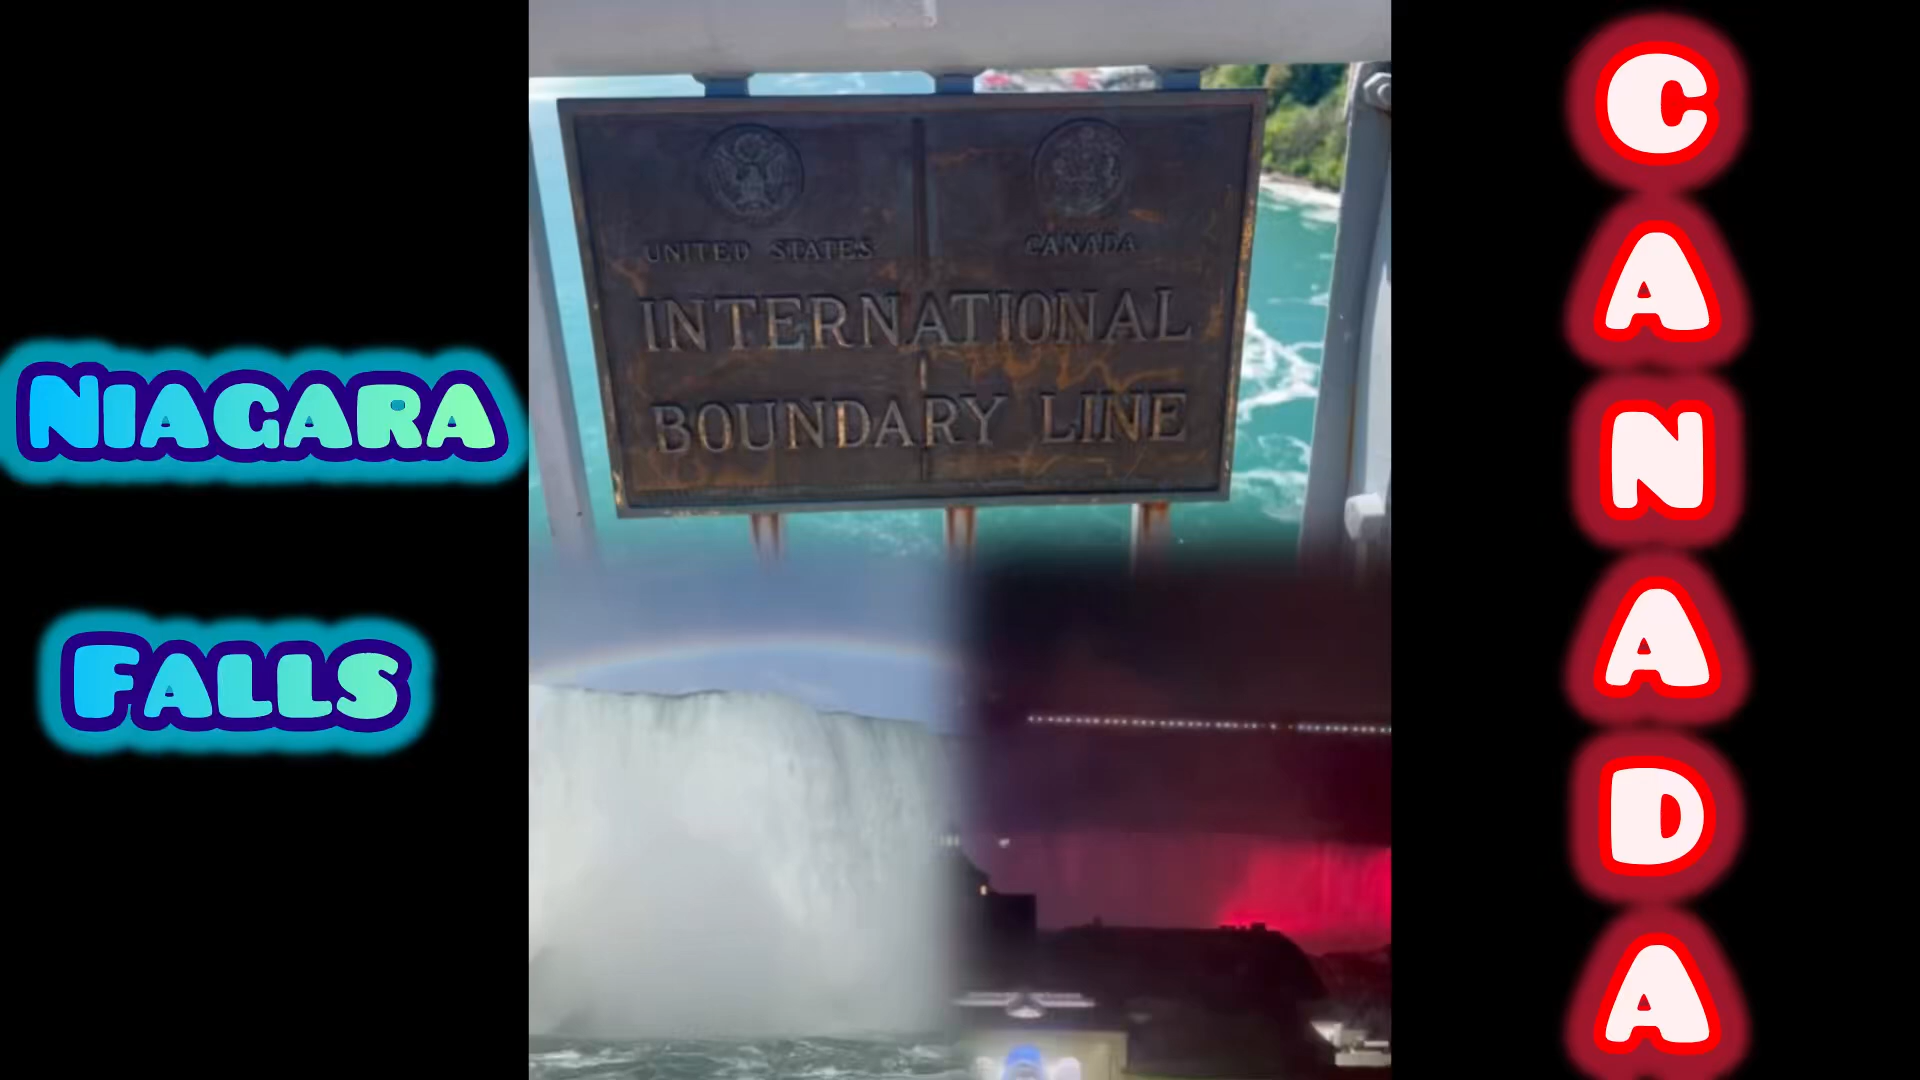 NIAGARA
FALLS
UNITED STATES
CANADA
INTERNATIONAL
BOUNDARY LINE
C
A
N
A
D
A